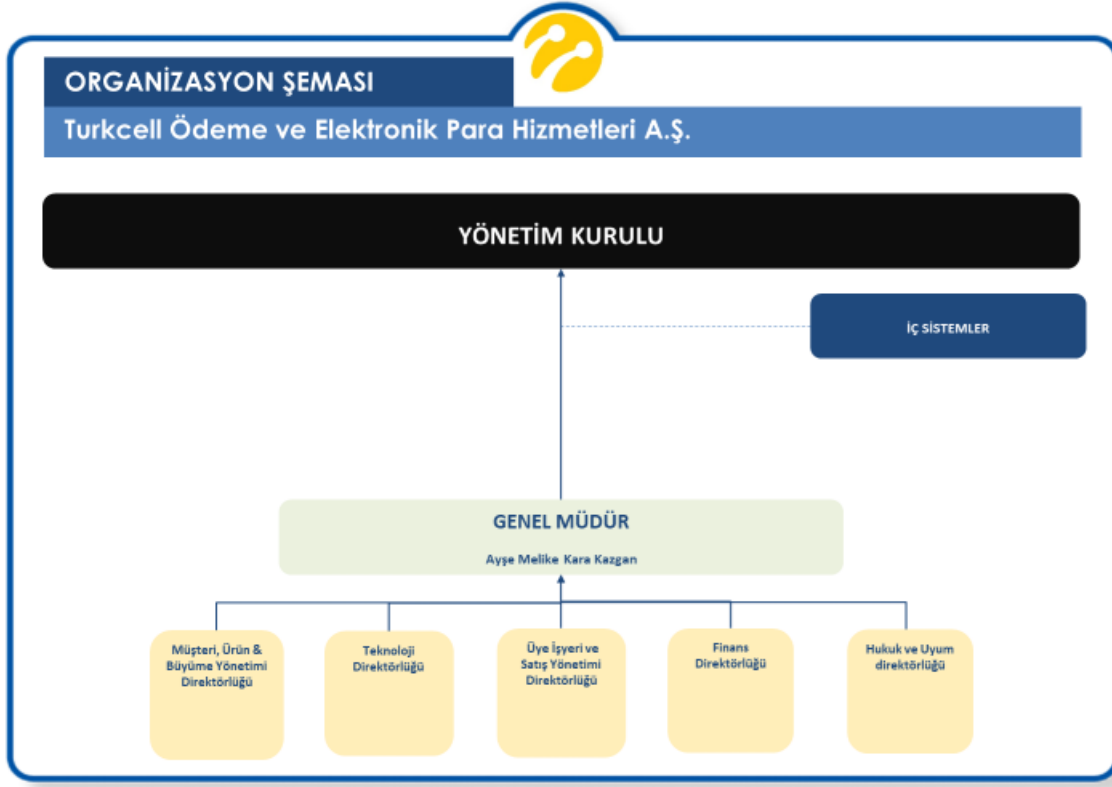 ORGANİZASYON ŞEMASI
Turkcell Ödeme ve Elektronik Para Hizmetleri A.Ş.
YÖNETİM KURULU
İÇ SİSTEMLER
GENEL MÜDÜR
Ayşe Melike Kara Kazgan
Müşteri, Ürün &
Büyüme Yönetimi
Direktörlüğü
Teknoloji
Direktörlüğü
Üye İşyeri ve
Satış Yönetimi
Direktörlüğü
Finans
Direktörlüğü
Hukuk ve Uyum
direktörlüğü